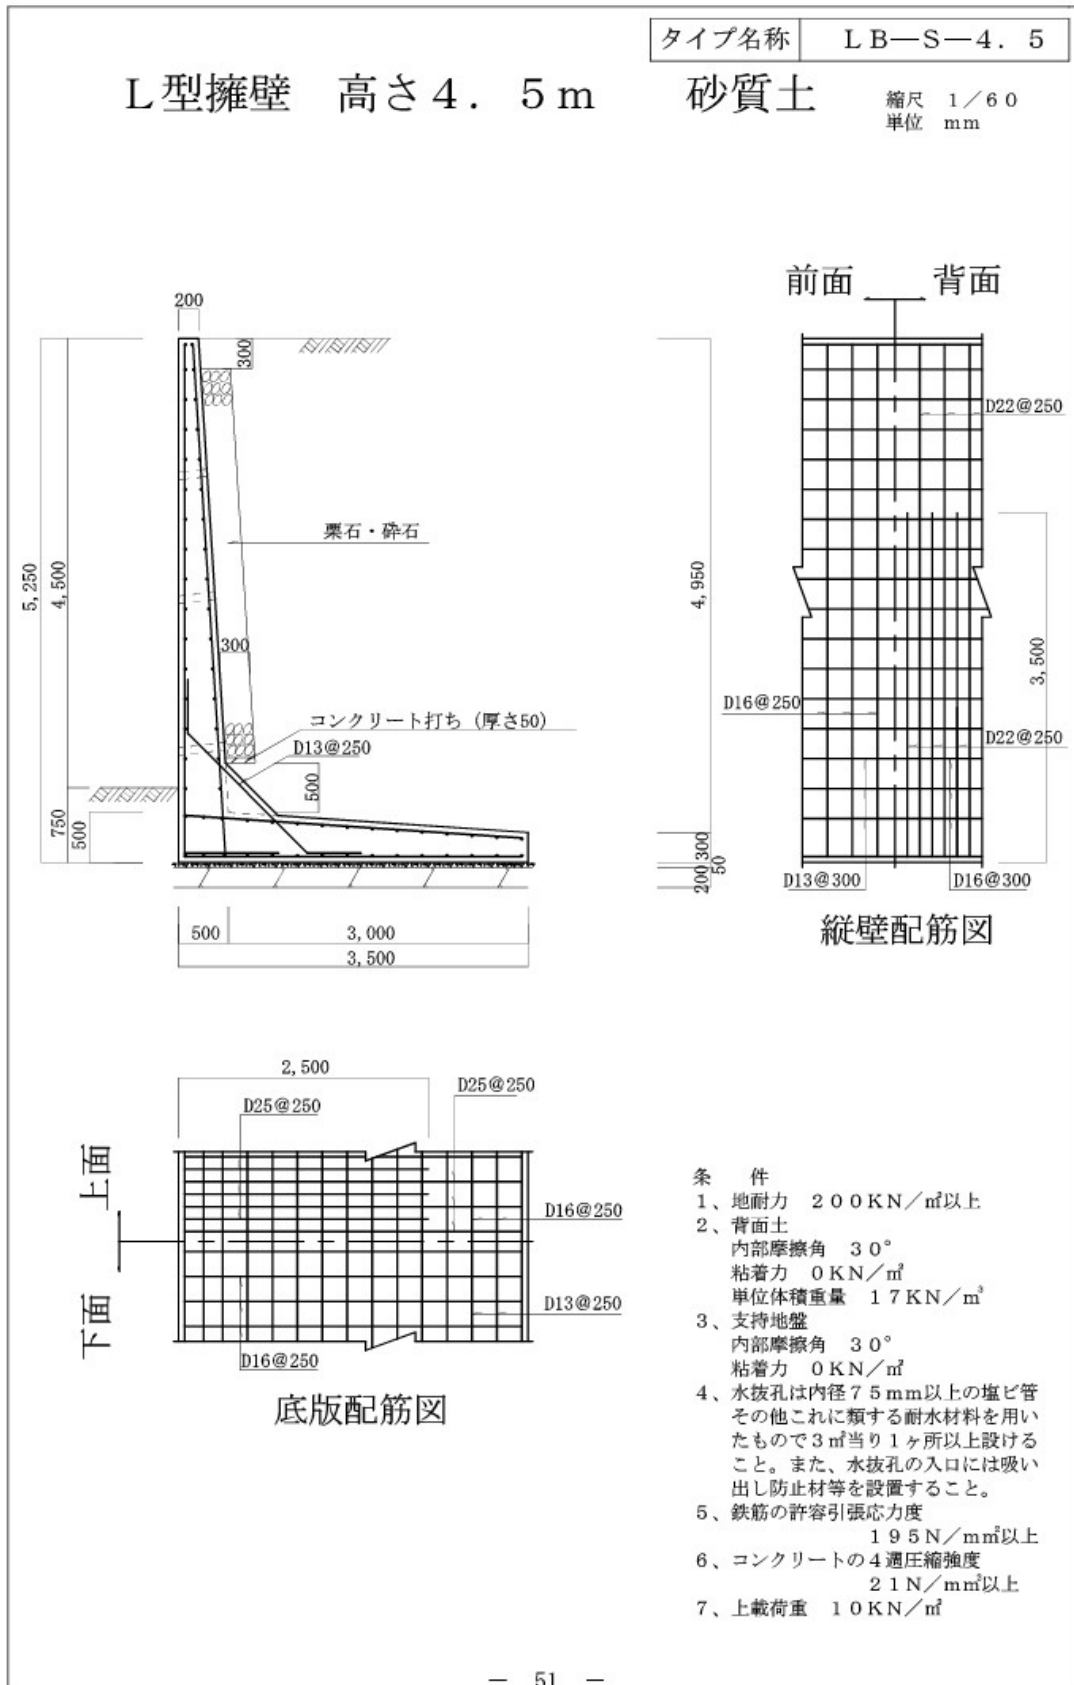 タイプ名称 LB―S―4.5
L型擁壁 高さ4.5m 砂質土
縮尺 1/60
単位 mm
200
300
5,250
4,500
栗石・砕石
300
コンクリート打ち(厚さ50)
D13@250
500
750
500
4,950
300
50
200
500
3,000
3,500
前面 背面
D22@250
3,500
D16@250
D22@250
D13@300
D16@300
縦壁配筋図
2,500
D25@250
D25@250
上面
D16@250
下面
D13@250
D16@250
底版配筋図
条 件
1、地耐力 200KN/㎡以上
2、背面土
内部摩擦角 30°
粘着力 0KN/㎡
単位体積重量 17KN/㎥
3、支持地盤
内部摩擦角 30°
粘着力 0KN/㎡
4、水抜孔は内径75mm以上の塩ビ管
その他これに類する耐水材料を用い
たもので3㎡当り1ヶ所以上設ける
こと。また、水抜孔の入口には吸い
出し防止材等を設置すること。
5、鉄筋の許容引張応力度
195N/m㎡以上
6、コンクリートの4週圧縮強度
21N/m㎡以上
7、上載荷重 10KN/㎡
― 51 ―